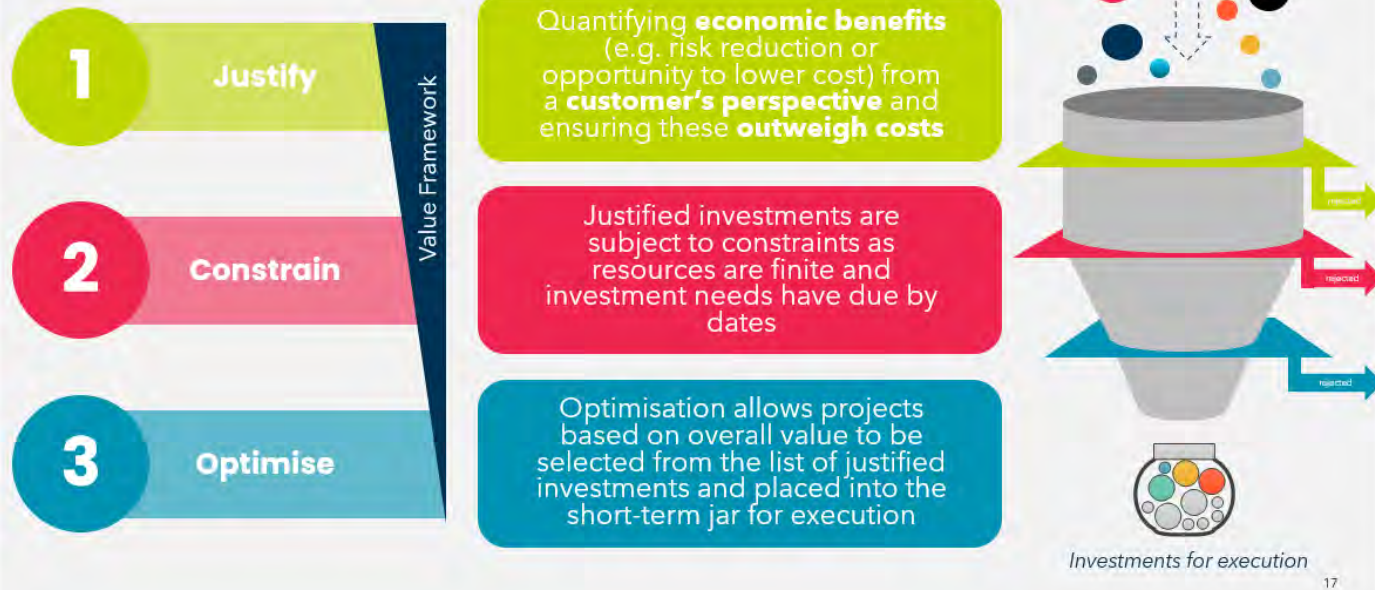 1
Justify
Value Framework
Quantifying economic benefits
(e.g. risk reduction or
opportunity to lower cost) from
a customer's perspective and
ensuring these outweigh costs
rejected
2
Constrain
Justified investments are
subject to constraints as
resources are finite and
investment needs have due by
dates
rejected
3
Optimise
Optimisation allows projects
based on overall value to be
selected from the list of justified
investments and placed into the
short-term jar for execution
rejected
Investments for execution
17